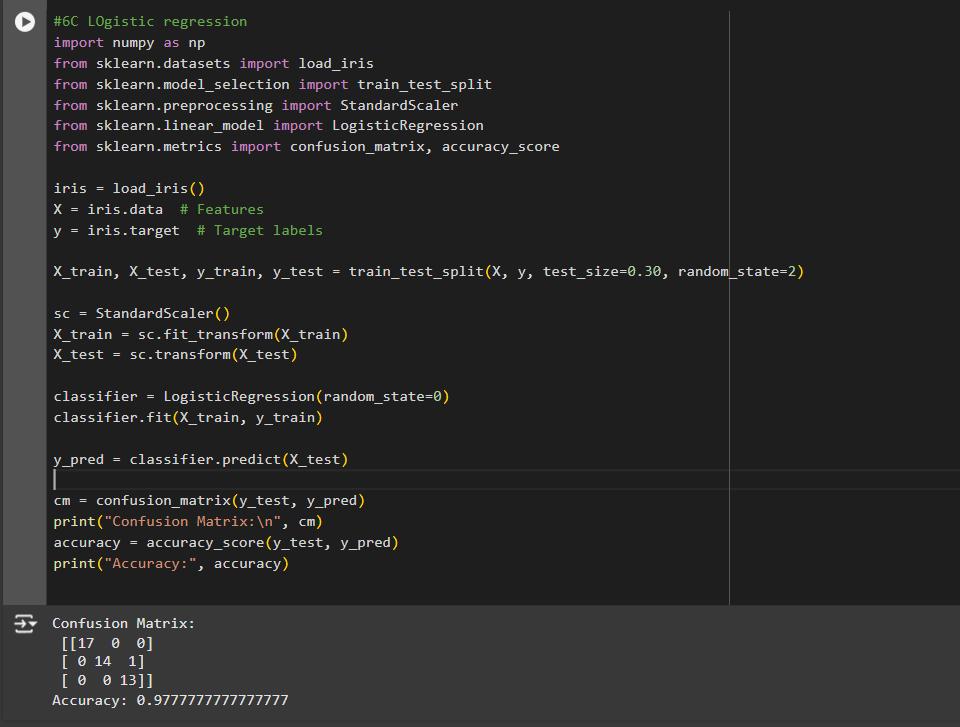 #6C LOgistic regression
import numpy as np
from sklearn.datasets import load_iris
from sklearn.model_selection import train_test_split
from sklearn.preprocessing import StandardScaler
from sklearn.linear_model import LogisticRegression
from sklearn.metrics import confusion_matrix, accuracy_score

iris = load_iris()
X = iris.data  # Features
y = iris.target  # Target labels

X_train, X_test, y_train, y_test = train_test_split(X, y, test_size=0.30, random_state=2)

sc = StandardScaler()
X_train = sc.fit_transform(X_train)
X_test = sc.transform(X_test)

classifier = LogisticRegression(random_state=0)
classifier.fit(X_train, y_train)

y_pred = classifier.predict(X_test)

cm = confusion_matrix(y_test, y_pred)
print("Confusion Matrix:\n", cm)
accuracy = accuracy_score(y_test, y_pred)
print("Accuracy:", accuracy)

Confusion Matrix:
 [[17  0  0]
 [ 0 14  1]
 [ 0  0 13]]
Accuracy: 0.9777777777777777